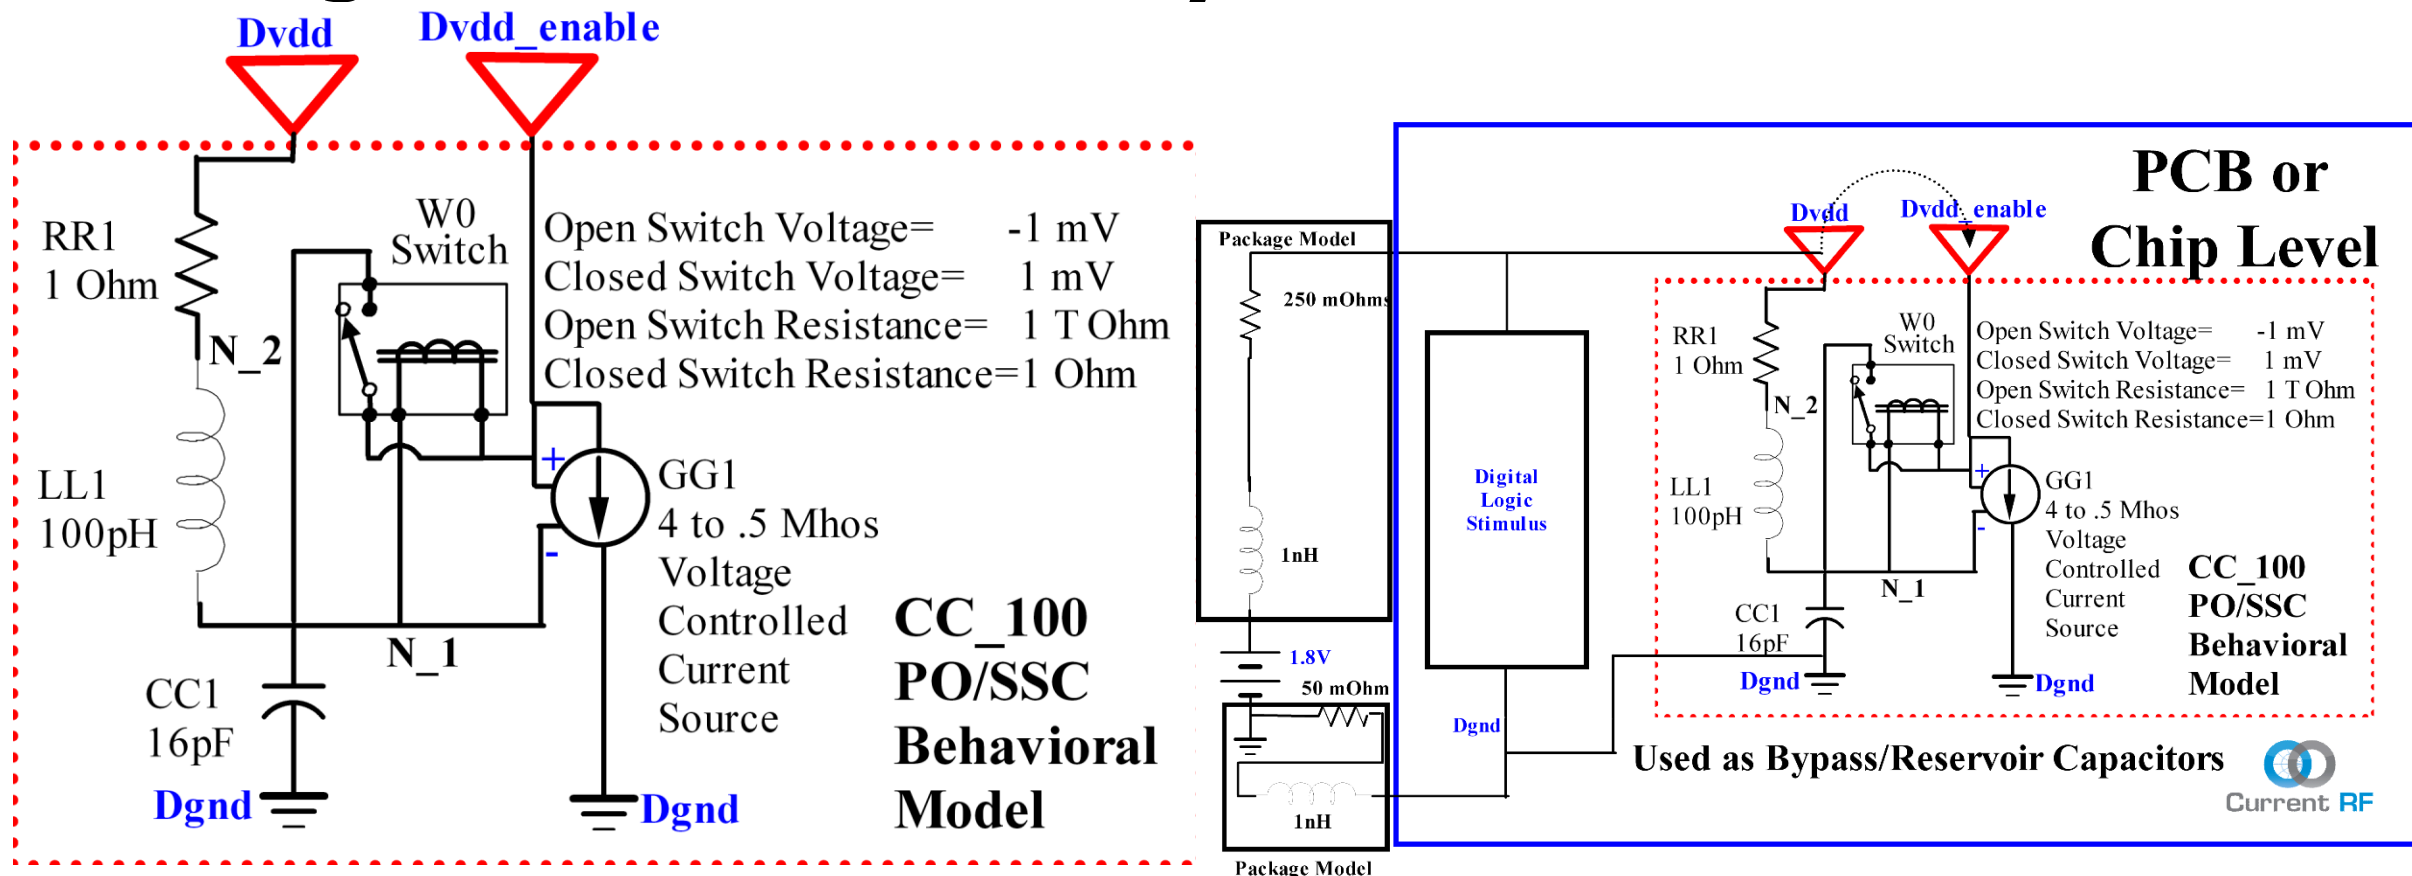 Dvdd
Dvdd_enable
RR1
1 Ohm
W0
Switch
Open Switch Voltage= -1 mV
Closed Switch Voltage= 1 mV
Open Switch Resistance= 1 T Ohm
Closed Switch Resistance=1 Ohm
N_2
LL1
100pH
+
-
GG1
4 to .5 Mhos
Voltage
Controlled
Current
Source
N_1
CC1
16pF
Dgnd
Dgnd
CC_100
PO/SSC
Behavioral
Model
Package Model
250 mOhms
1nH
1.8V
50 mOhm
1nH
Package Model
Digital
Logic
Stimulus
Dgnd
PCB or
Chip Level
Dvdd
Dvdd_enable
RR1
1 Ohm
W0
Switch
Open Switch Voltage= -1 mV
Closed Switch Voltage= 1 mV
Open Switch Resistance= 1 T Ohm
Closed Switch Resistance=1 Ohm
N_2
LL1
100pH
+
-
GG1
4 to .5 Mhos
Voltage
Controlled
Current
Source
N_1
CC1
16pF
Dgnd
Dgnd
CC_100
PO/SSC
Behavioral
Model
Used as Bypass/Reservoir Capacitors
Current RF